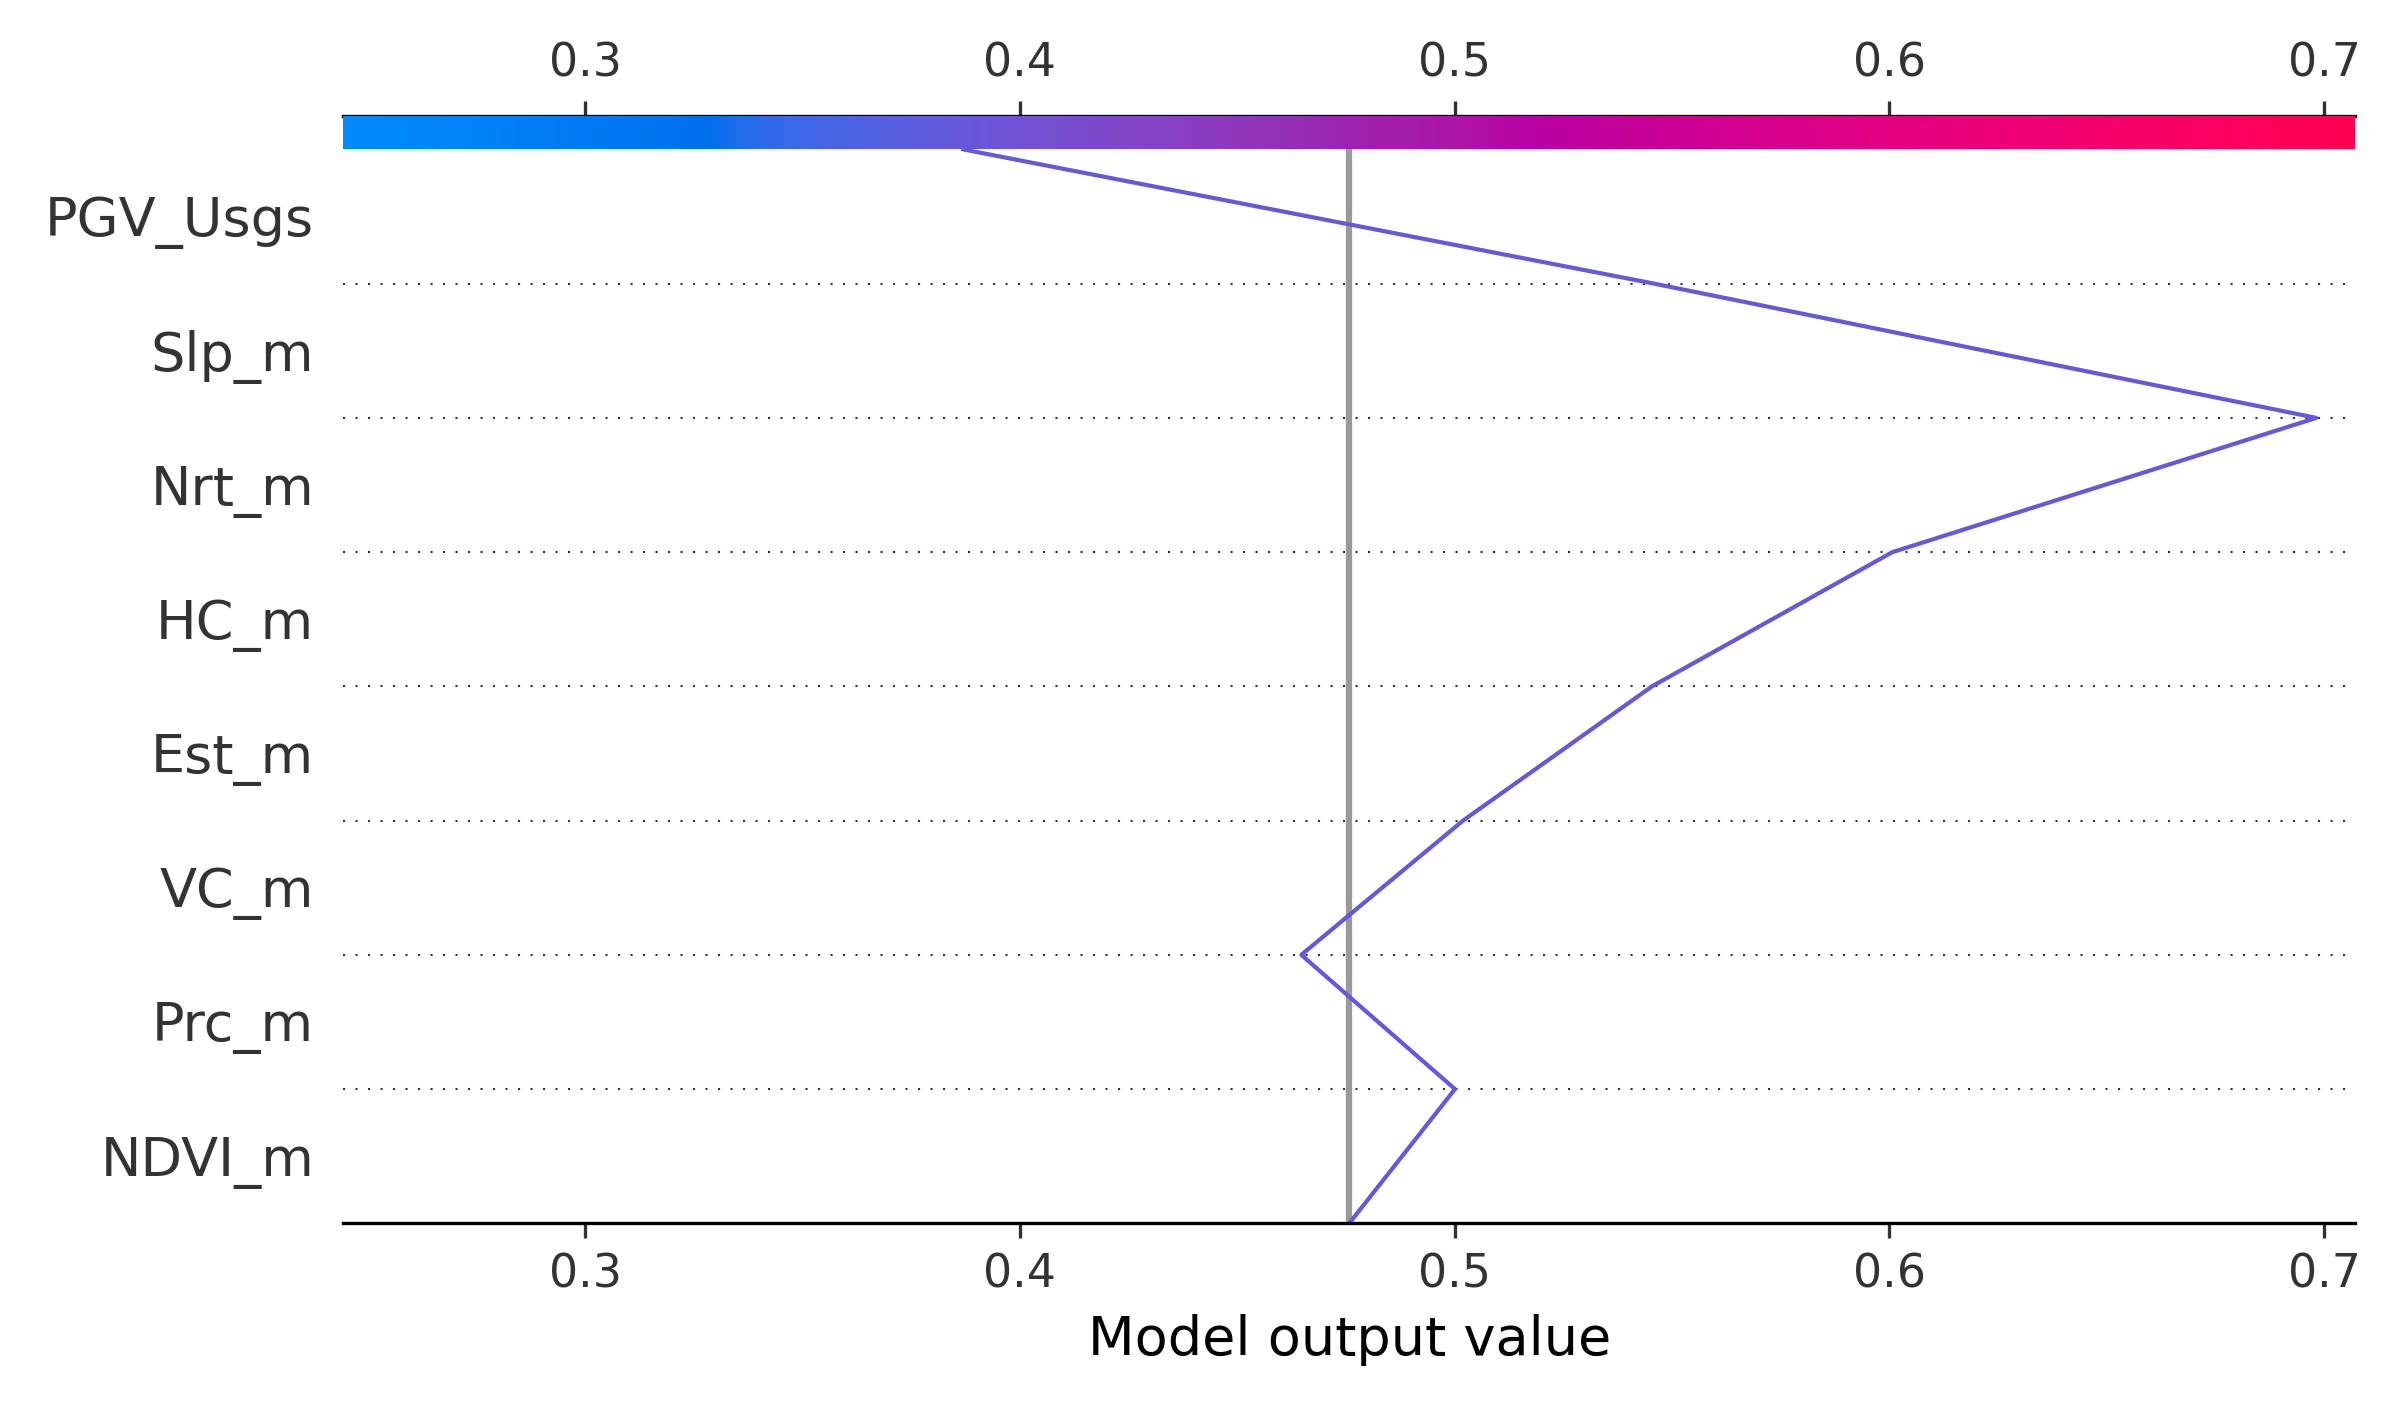 0.3 0.4 0.5 0.6 0.7
PGV_Usgs
Slp_m
Nrt_m
HC_m
Est_m
VC_m
Prc_m
NDVI_m
0.3 0.4 0.5 0.6 0.7
Model output value